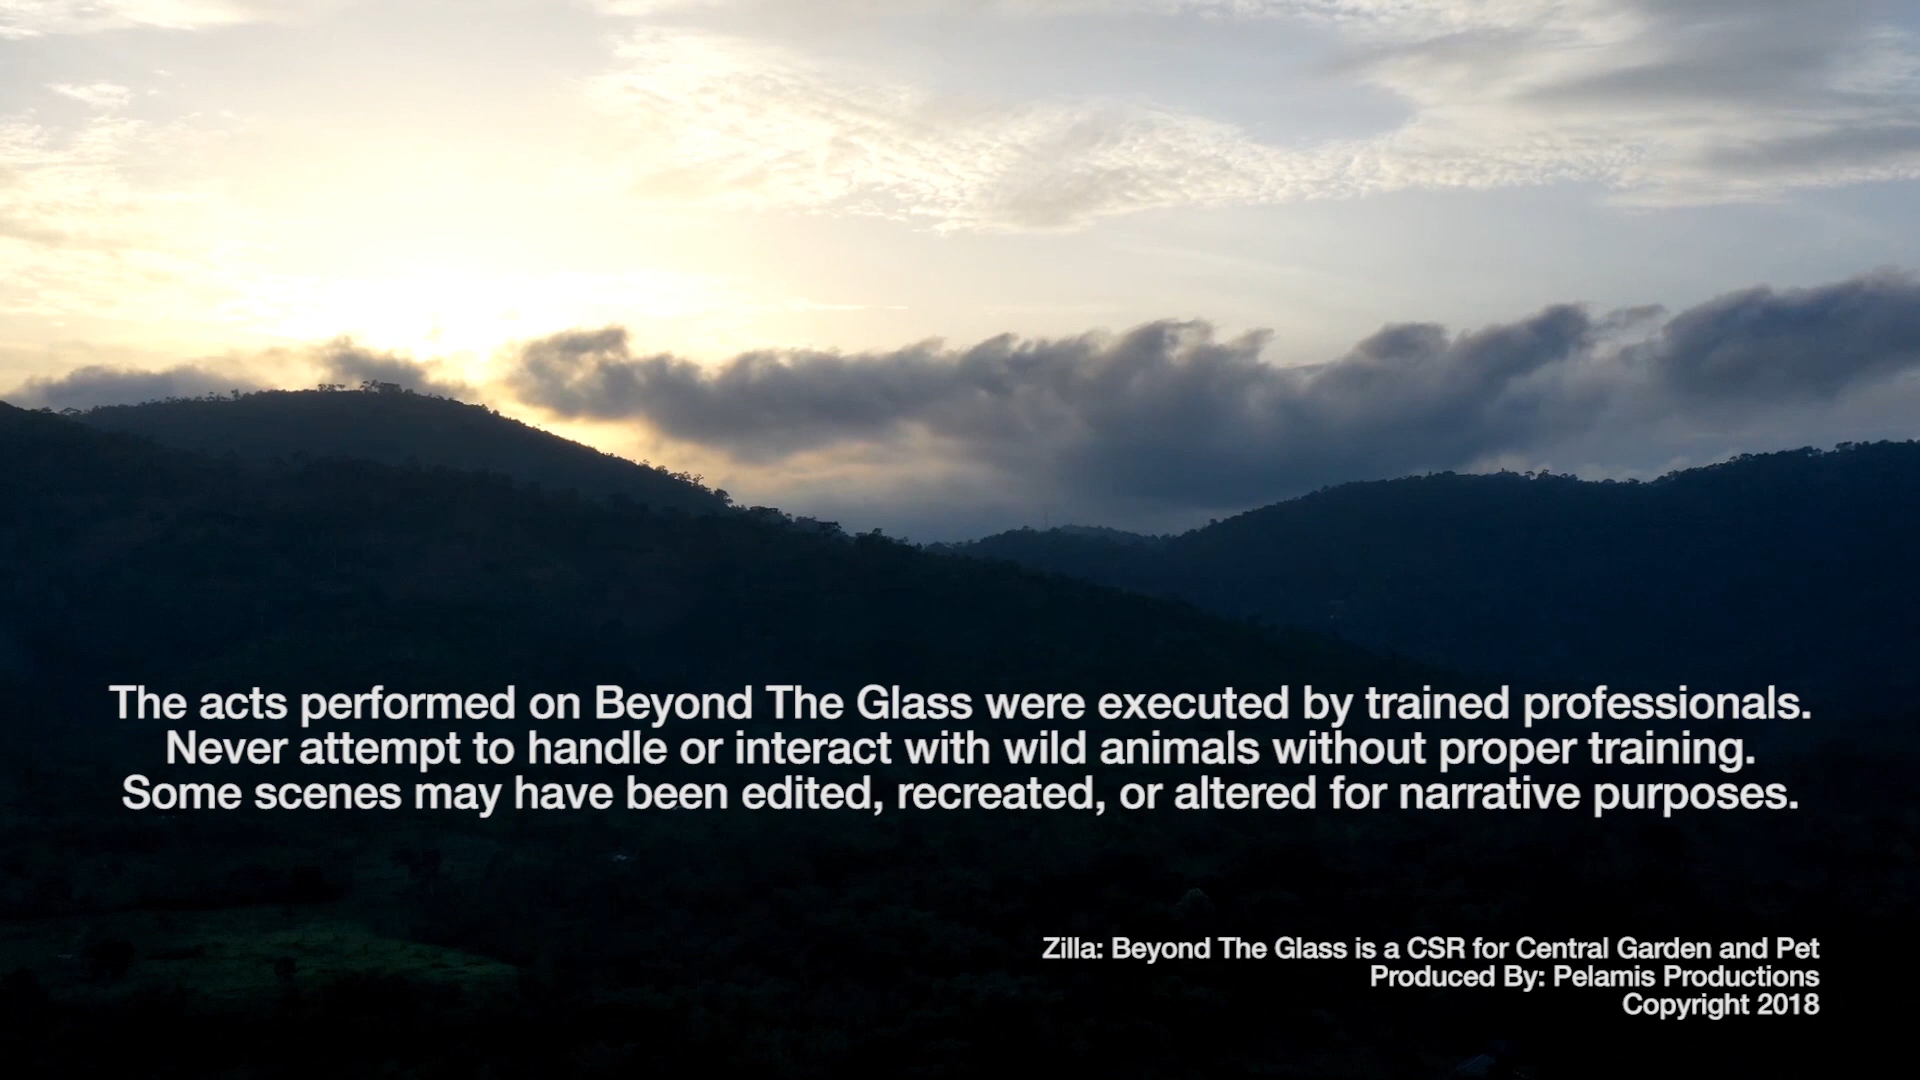 The acts performed on Beyond The Glass were executed by trained professionals.
Never attempt to handle or interact with wild animals without proper training.
Some scenes may have been edited, recreated, or altered for narrative purposes.
Zilla: Beyond The Glass is a CSR for Central Garden and Pet
Produced By: Pelamis Productions
Copyright 2018